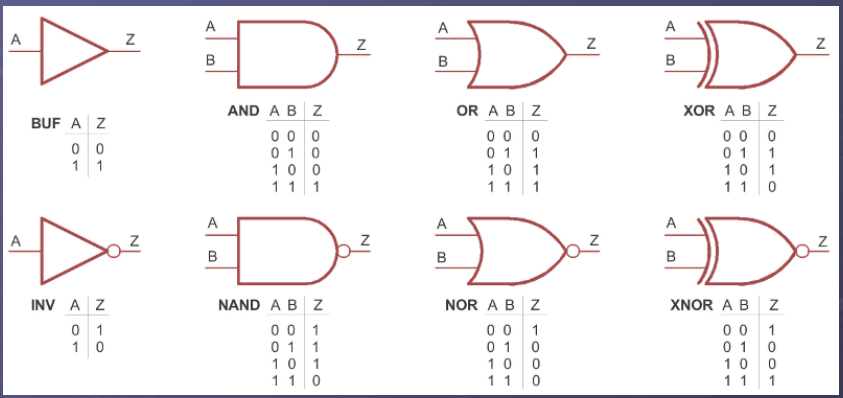 A Z
BUF A Z
0 0
1 1
A B Z
AND A B Z
0 0 0
0 1 0
1 0 0
1 1 1
A B Z
OR A B Z
0 0 0
0 1 1
1 0 1
1 1 1
A B Z
XOR A B Z
0 0 0
0 1 1
1 0 1
1 1 0
A Z
INV A Z
0 1
1 0
A B Z
NAND A B Z
0 0 1
0 1 1
1 0 1
1 1 0
A B Z
NOR A B Z
0 0 1
0 1 0
1 0 0
1 1 0
A B Z
XNOR A B Z
0 0 1
0 1 0
1 0 0
1 1 1